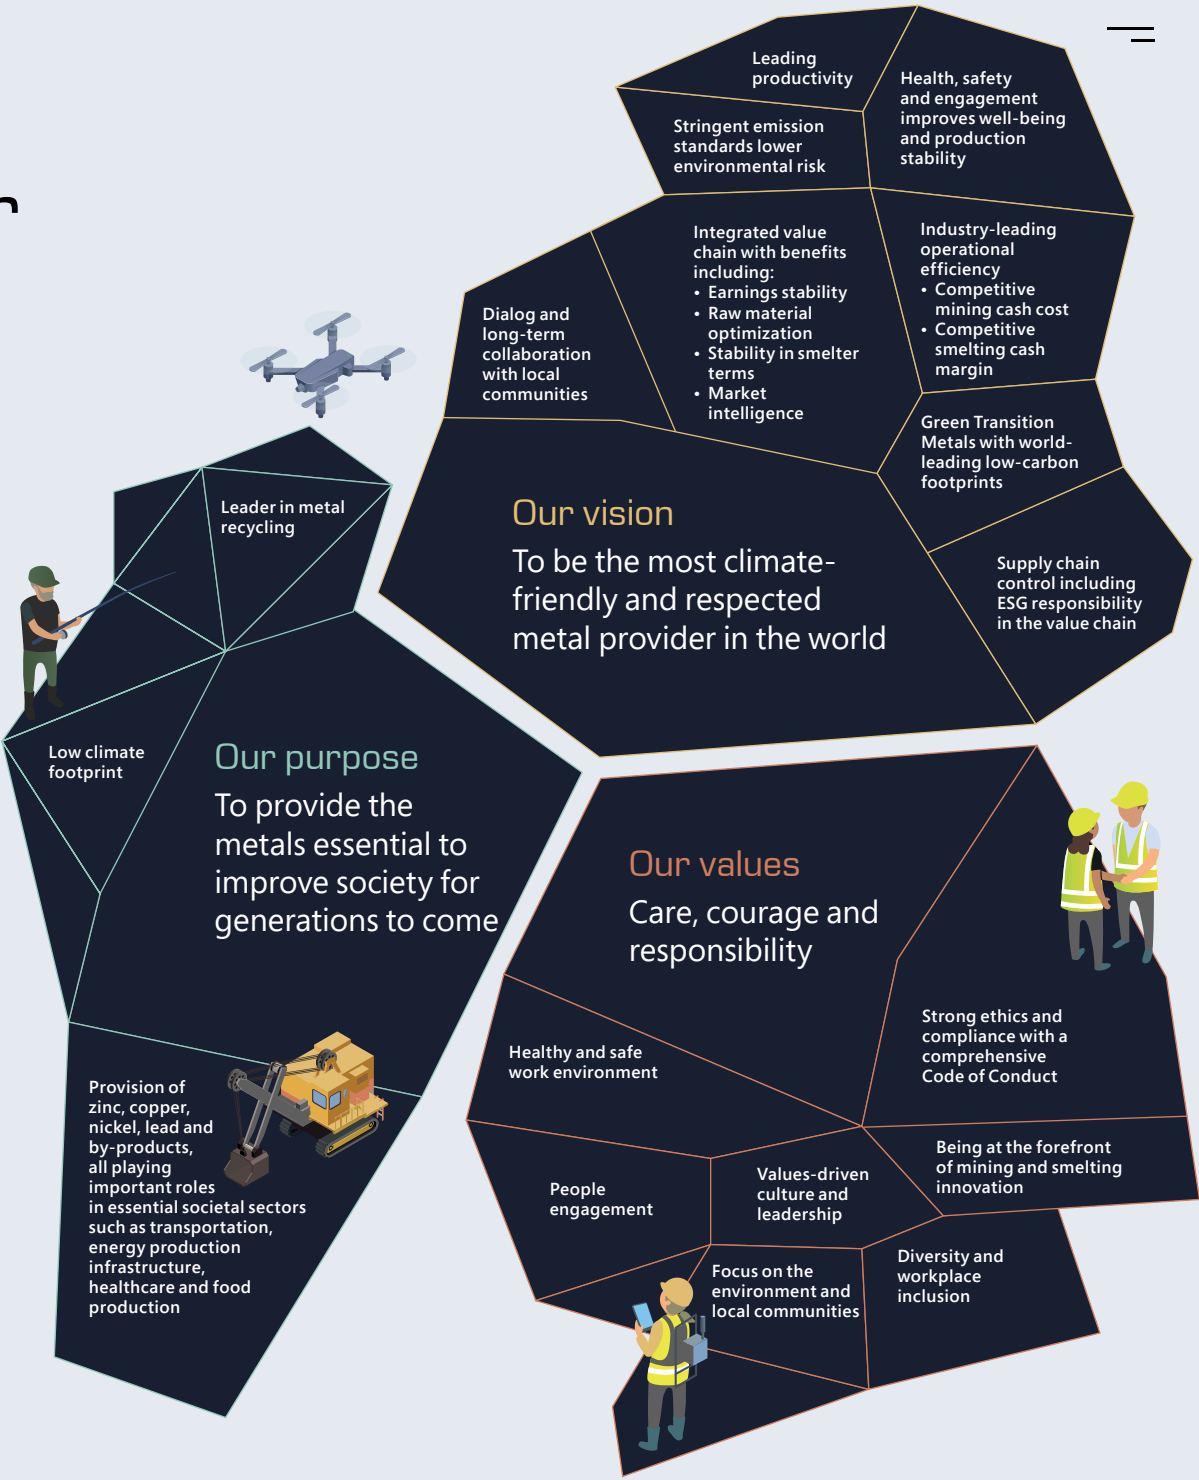 Leading
productivity
Health, safety
and engagement
improves well-being
and production
stability
Stringent emission
standards lower
environmental risk
Integrated value
chain with benefits
including:
• Earnings stability
• Raw material
optimization
• Stability in smelter
terms
• Market
intelligence
Industry-leading
operational
efficiency
• Competitive
mining cash cost
• Competitive
smelting cash
margin
Dialog and
long-term
collaboration
with local
communities
Green Transition
Metals with world-
leading low-carbon
footprints
Our vision
To be the most climate-
friendly and respected
metal provider in the world
Supply chain
control including
ESG responsibility
in the value chain
Leader in metal
recycling
Low climate
footprint
Our purpose
To provide the
metals essential to
improve society for
generations to come
Provision of
zinc, copper,
nickel, lead and
by-products,
all playing
important roles
in essential societal sectors
such as transportation,
energy production
infrastructure,
healthcare and food
production
Our values
Care, courage and
responsibility
Healthy and safe
work environment
Strong ethics and
compliance with a
comprehensive
Code of Conduct
Being at the forefront
of mining and smelting
innovation
People
engagement
Values-driven
culture and
leadership
Focus on the
environment and
local communities
Diversity and
workplace
inclusion